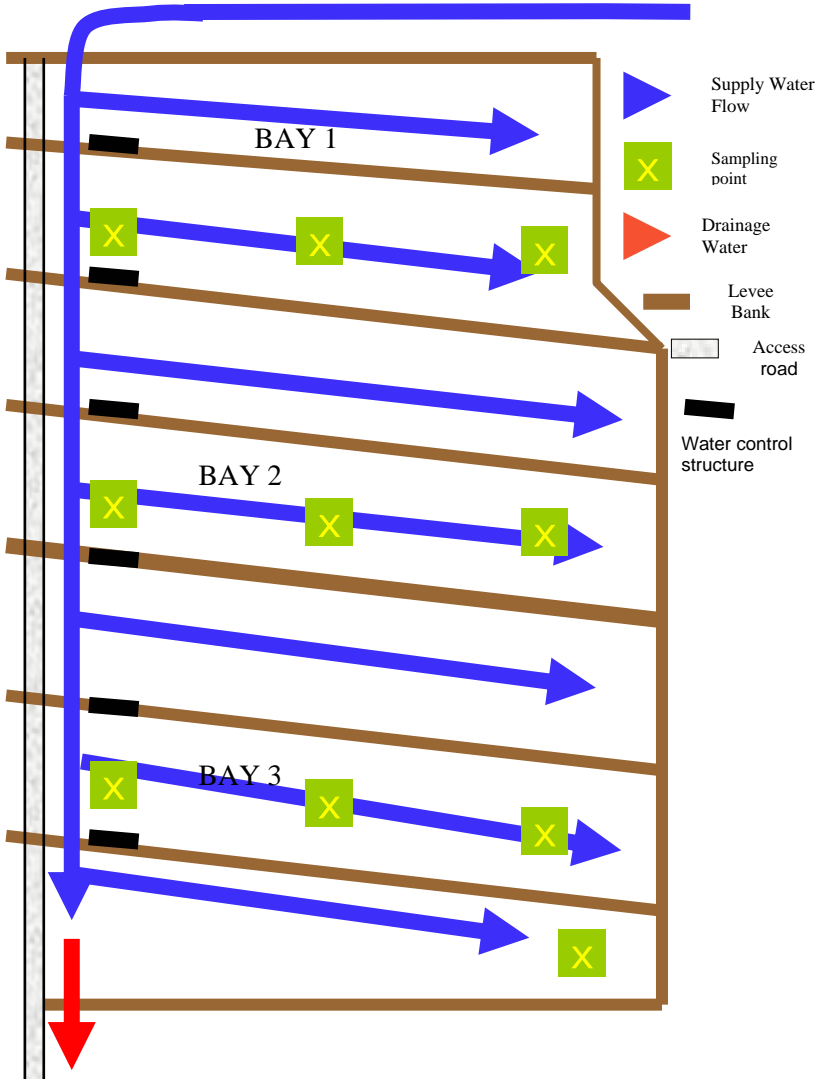 BAY 1
X
X
X
BAY 2
X
X
X
BAY 3
X
X
X
X
Supply Water
Flow
X
Sampling
point
Drainage
Water
Levee
Bank
Access
road
Water control
structure